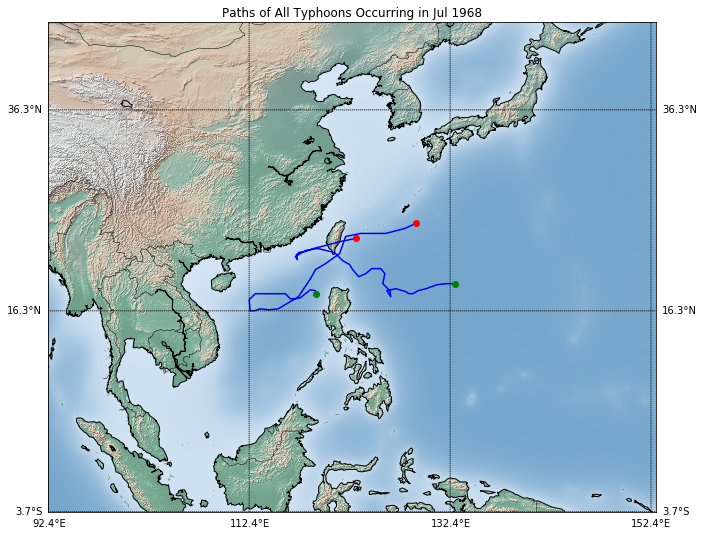 Paths of All Typhoons Occurring in Jul 1968
36.3°N
36.3°N
16.3°N
16.3°N
3.7°S
3.7°S
92.4°E
112.4°E
132.4°E
152.4°E